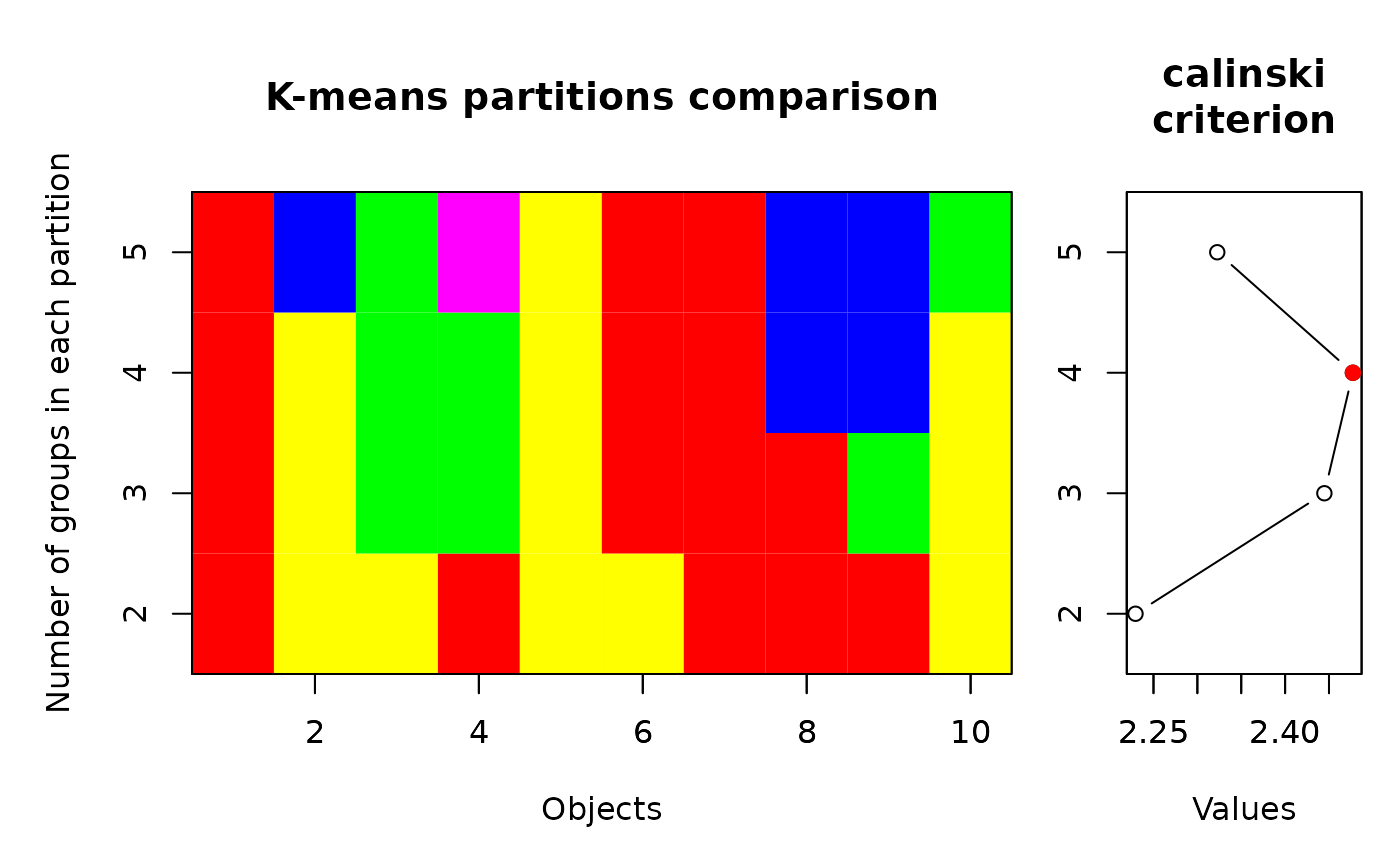 K-means partitions comparison
calinski
criterion
Number of groups in each partition
5
4
3
2
2
4
6
8
10
Objects
5
4
3
2
2.25
2.40
Values